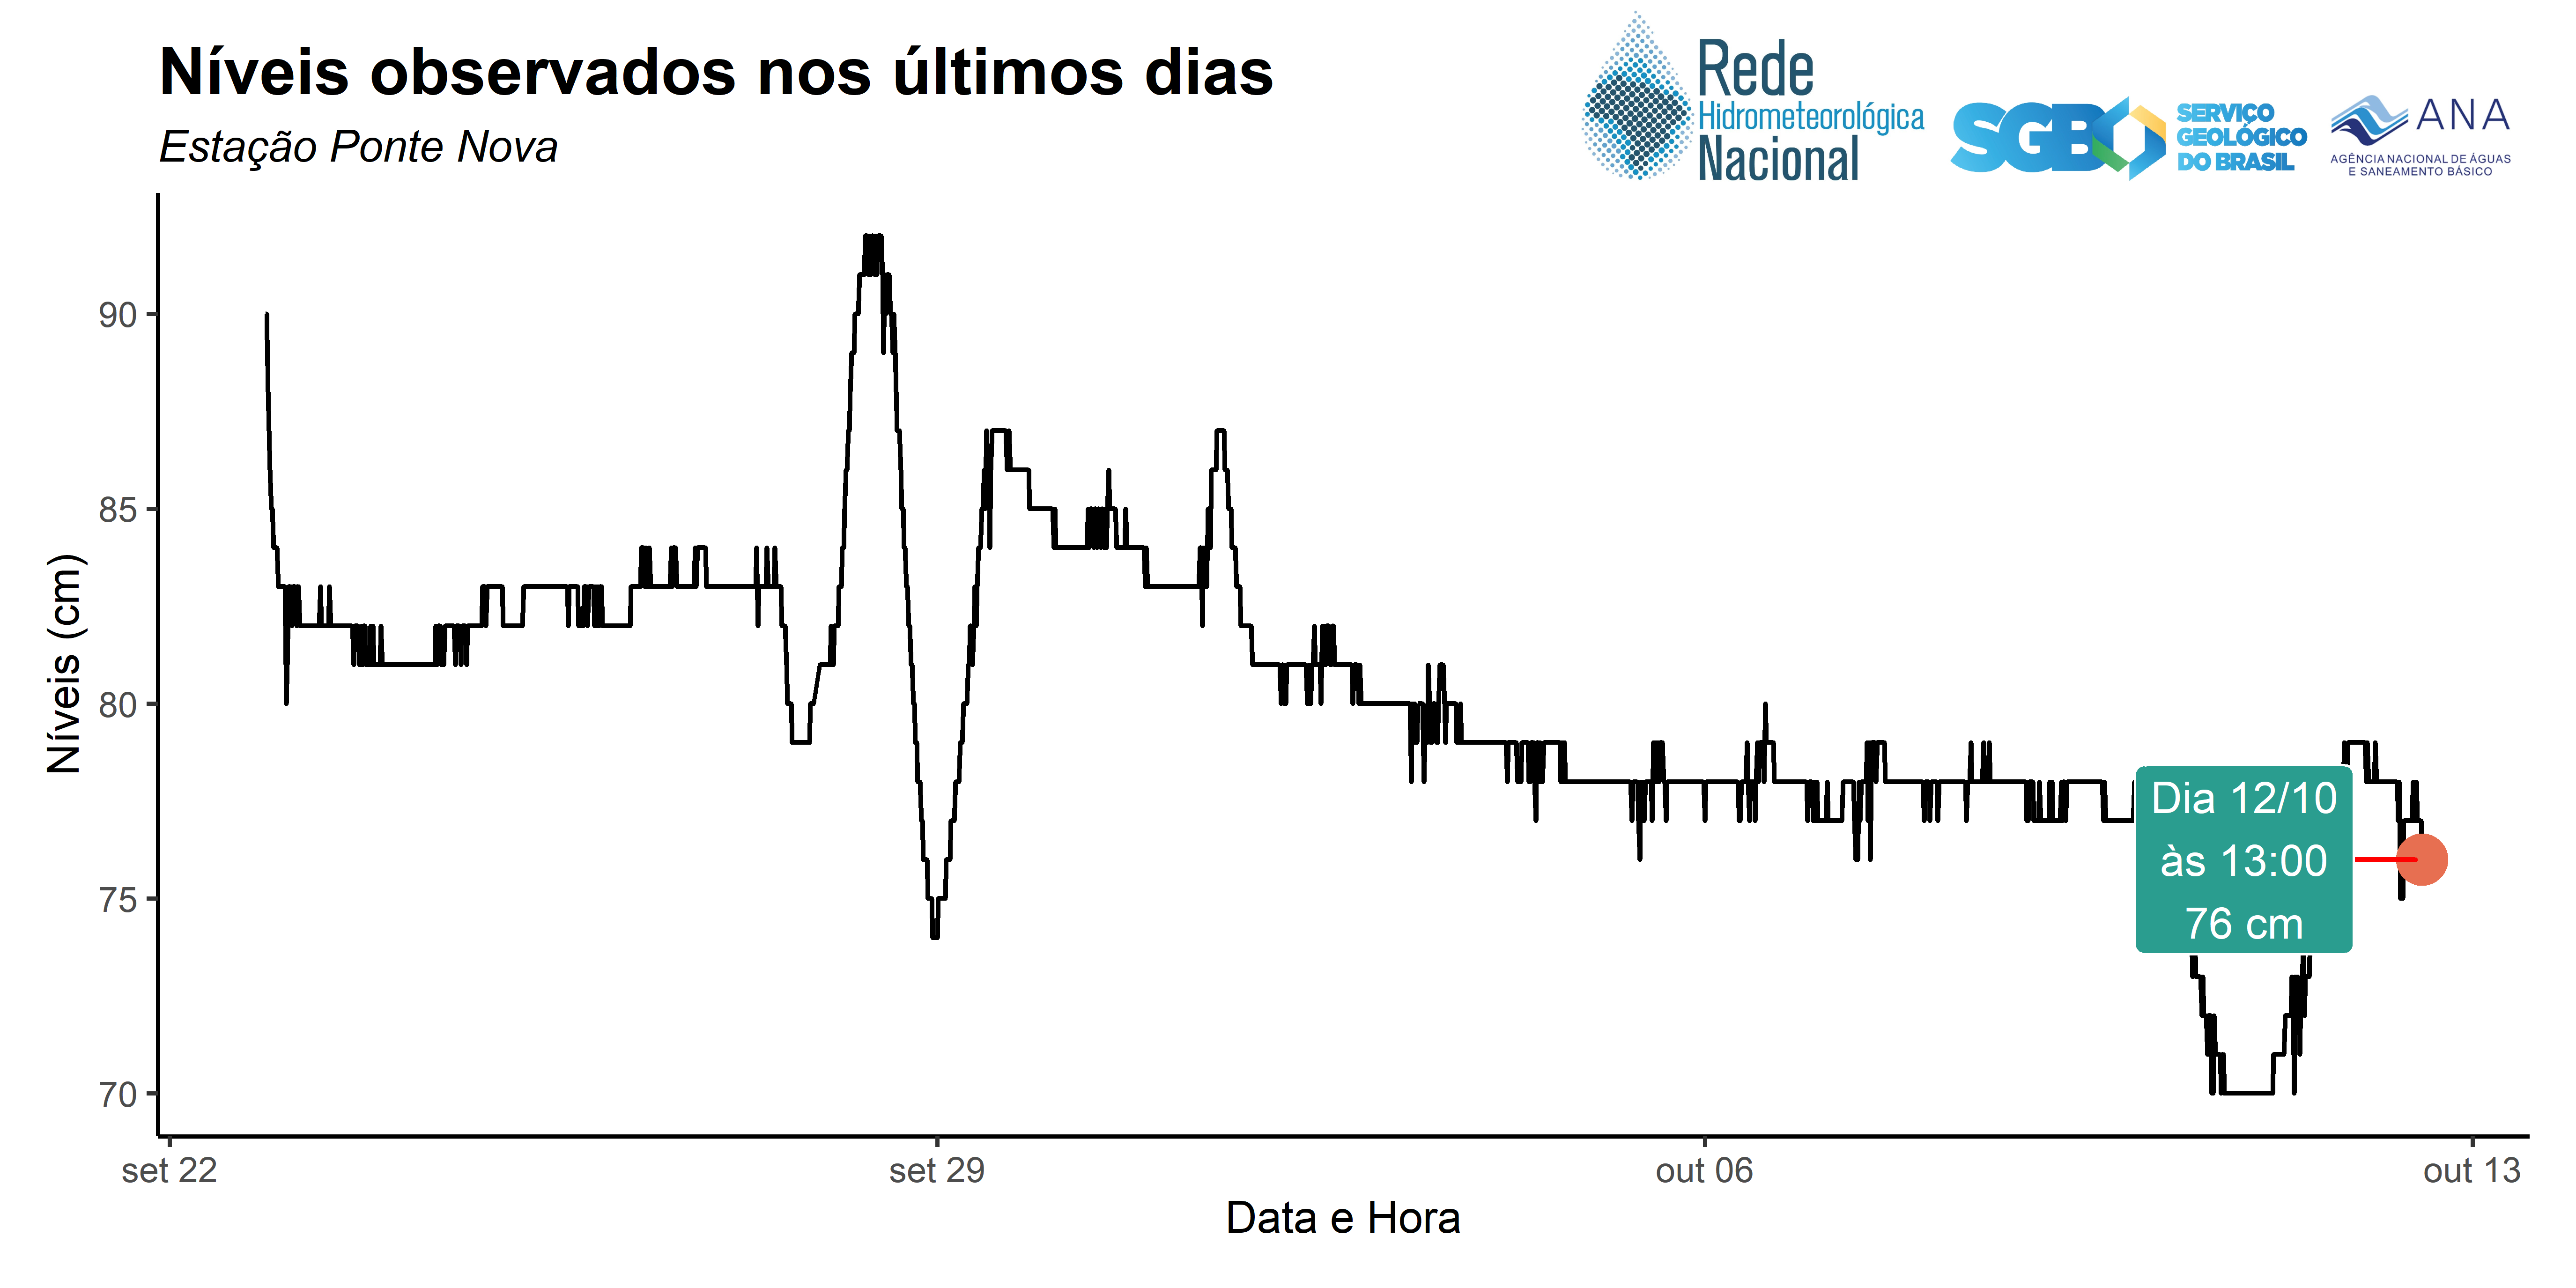 Níveis observados nos últimos dias
Estação Ponte Nova
Rede
Hidrometeorológica
Nacional
SGB
SERVIÇO
GEOLÓGICO
DO BRASIL
ANA
AGÊNCIA NACIONAL DE ÁGUAS
E SANEAMENTO BÁSICO
Níveis (cm)
90
85
80
75
70
Dia 12/10
às 13:00
76 cm
set 22
set 29
out 06
out 13
Data e Hora